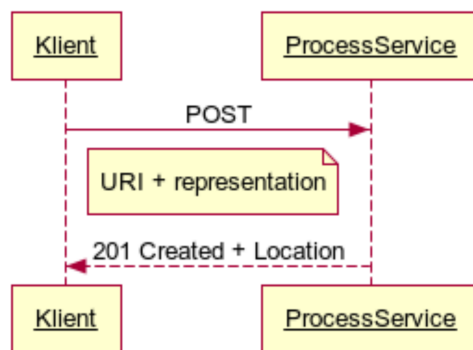 Klient
ProcessService
POST
URI + representation
201 Created + Location
Klient
ProcessService